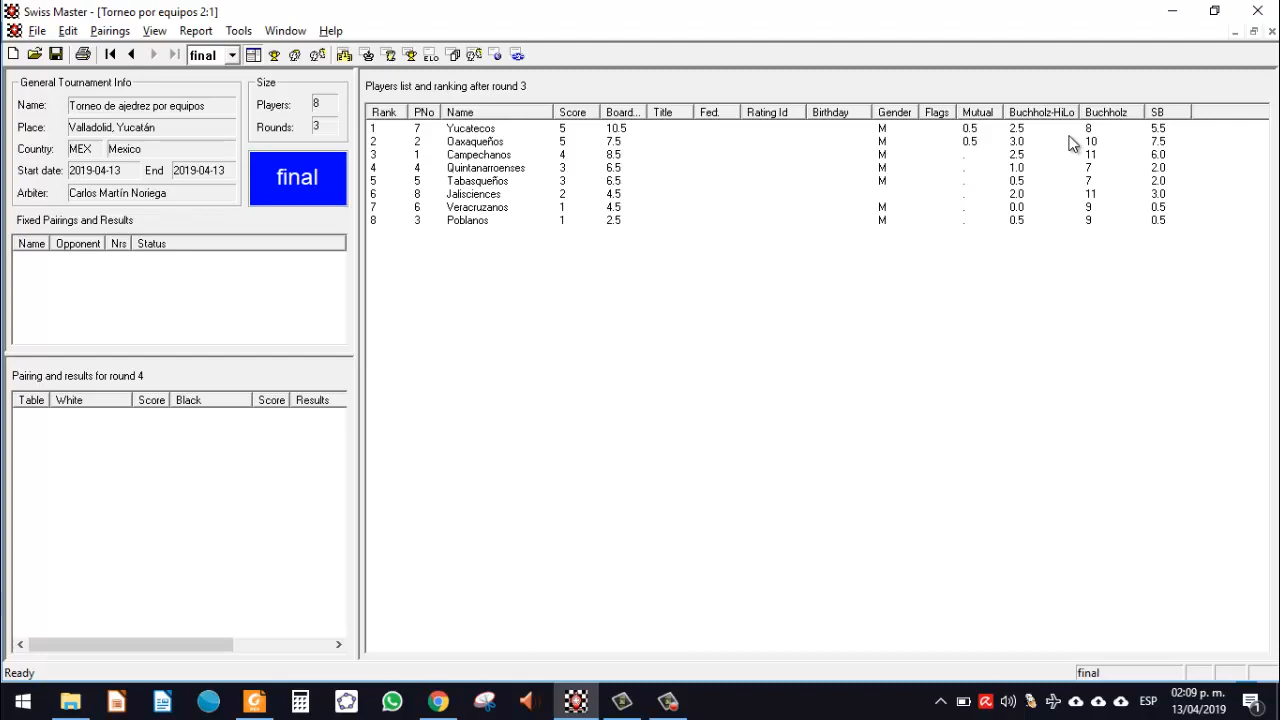 Swiss Master - [Torneo por equipos 2:1]
File Edit Pairings View Report Tools Window Help
final
ELO
General Tournament Info
Name: Torneo de ajedrez por equipos
Place: Valladolid, Yucatán
Country: MEX Mexico
Start date: 2019-04-13 End 2019-04-13
Arbiter: Carlos Martín Noriega
Size
Players: 8
Rounds: 3
final
Fixed Pairings and Results
Name Opponent Nrs Status
Pairing and results for round 4
Table White Score Black Score Results
Players list and ranking after round 3
Rank PNo Name Score Board... Title Fed. Rating Id Birthday Gender Flags Mutual Buchholz-HiLo Buchholz SB
1 7 Yucatecos 5 10.5 M 0.5 2.5 8 5.5
2 2 Oaxaqueños 5 7.5 M 0.5 3.0 10 7.5
3 1 Campechanos 4 8.5 M . 2.5 11 6.0
4 4 Quintanarroenses 3 6.5 M . 1.0 7 2.0
5 5 Tabasqueños 3 6.5 M . 0.5 7 2.0
6 8 Jalisciences 2 4.5 . 2.0 11 3.0
7 6 Veracruzanos 1 4.5 M . 0.0 9 0.5
8 3 Poblanos 1 2.5 M . 0.5 9 0.5
Ready
final
ESP
02:09 p. m.
13/04/2019
1